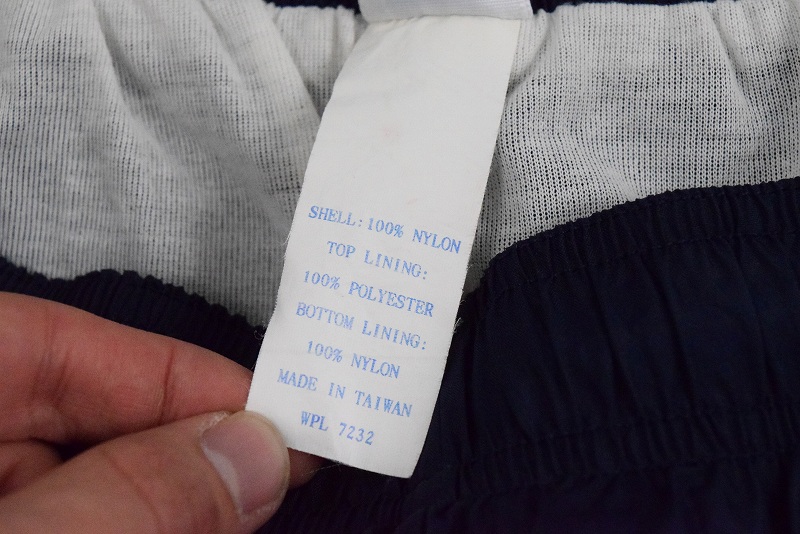 SHELL: 100% NYLON
TOP LINING:
100% POLYESTER
BOTTOM LINING:
100% NYLON
MADE IN TAIWAN
WPL 7232